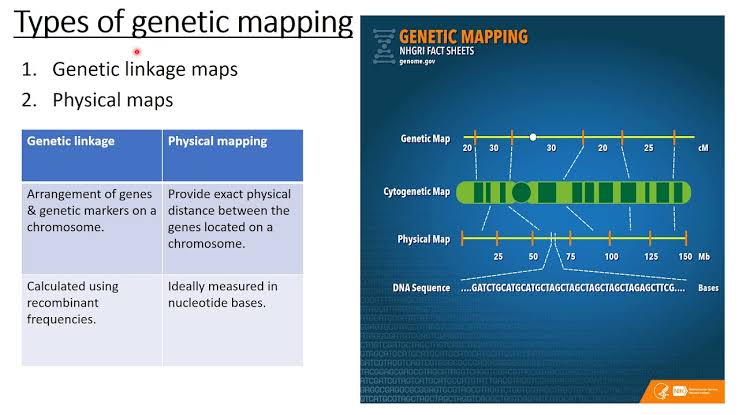 Types of genetic mapping
1. Genetic linkage maps
2. Physical maps
Genetic linkage
Physical mapping
Arrangement of genes
& genetic markers on a
chromosome.
Provide exact physical
distance between the
genes located on a
chromosome.
Calculated using
recombinant
frequencies.
Ideally measured in
nucleotide bases.
GENETIC MAPPING
NHGRI FACT SHEETS
genome.gov
Genetic Map
20 30 30 20 25 cM
Cytogenetic Map
Physical Map
25 50 75 100 125 150 Mb
DNA Sequence ....GATCTGCATGCATGCTAGCTAGCTAGCTAGCTAGAGCTTCG.... Bases
NIH